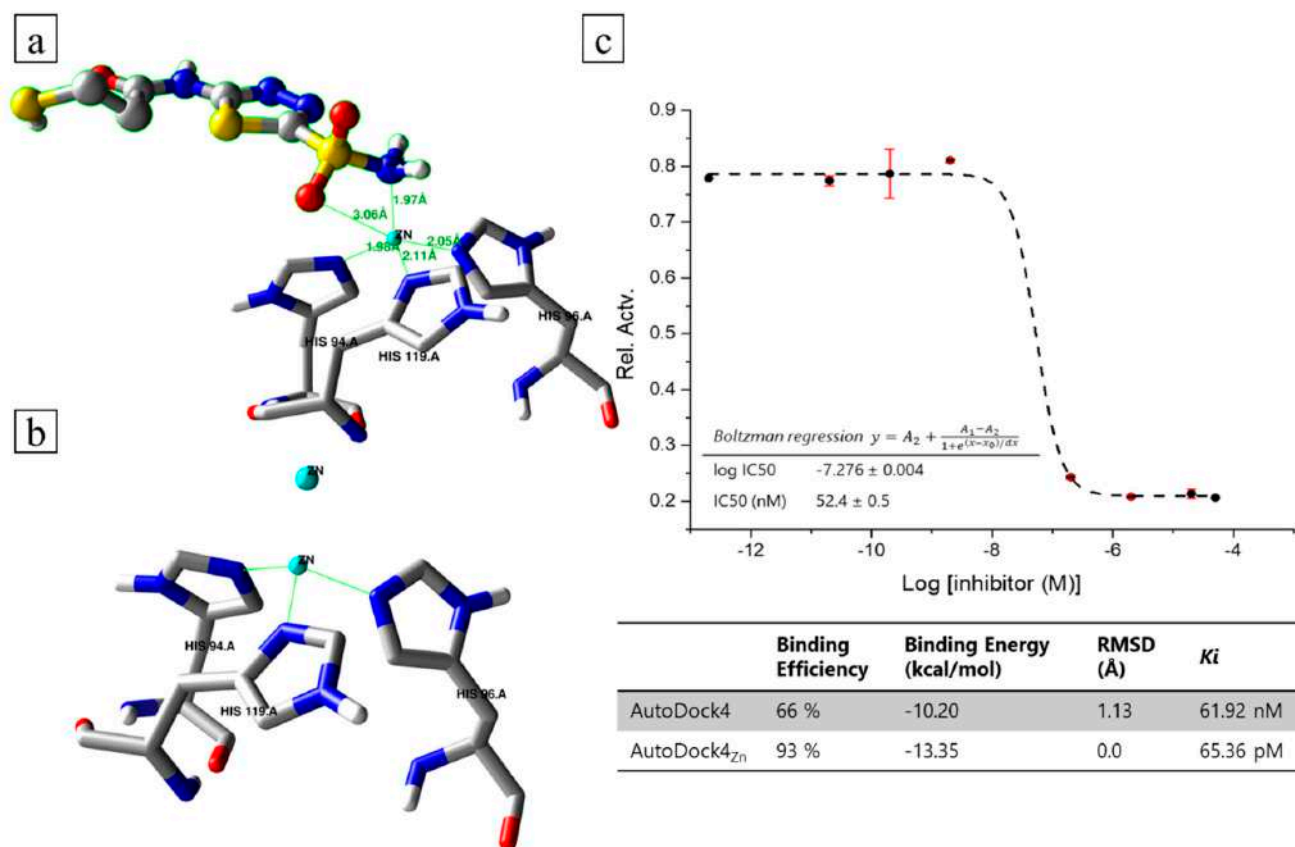 a
3.06Å
1.97Å
ZN
1.98Å
2.05Å
2.11Å
HIS 94.A
HIS 119.A
HIS 96.A
b
ZN
ZN
HIS 94.A
HIS 119.A
HIS 96.A
c
Rel. Actv.
0.9
0.8
0.7
0.6
0.5
0.4
0.3
0.2
Boltzman regression y = A₂ + (A₁−A₂)/(1+e^((x−x₀)/dx))
log IC50 -7.276 ± 0.004
IC50 (nM) 52.4 ± 0.5
-12 -10 -8 -6 -4
Log [inhibitor (M)]
Binding Efficiency Binding Energy (kcal/mol) RMSD (Å) Ki
AutoDock4 66 % -10.20 1.13 61.92 nM
AutoDock4Zn 93 % -13.35 0.0 65.36 pM